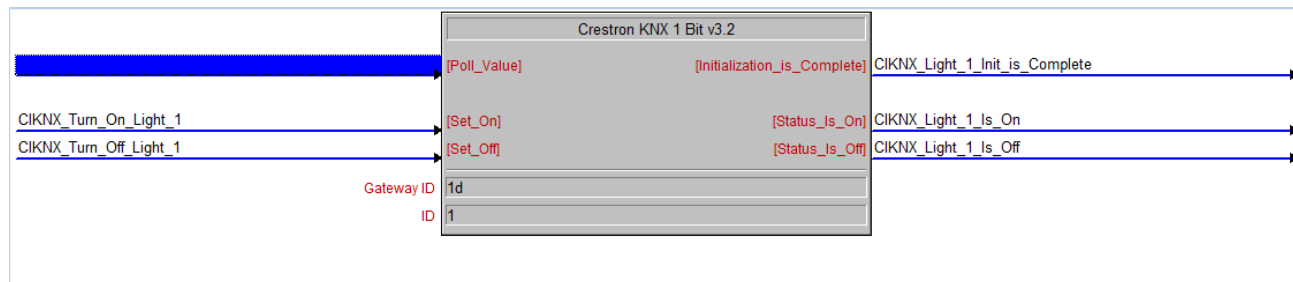 Crestron KNX 1 Bit v3.2
[Poll_Value] [Initialization_is_Complete] CIKNX_Light_1_Init_is_Complete
CIKNX_Turn_On_Light_1 [Set_On] [Status_Is_On] CIKNX_Light_1_Is_On
CIKNX_Turn_Off_Light_1 [Set_Off] [Status_Is_Off] CIKNX_Light_1_Is_Off
Gateway ID 1d
ID 1